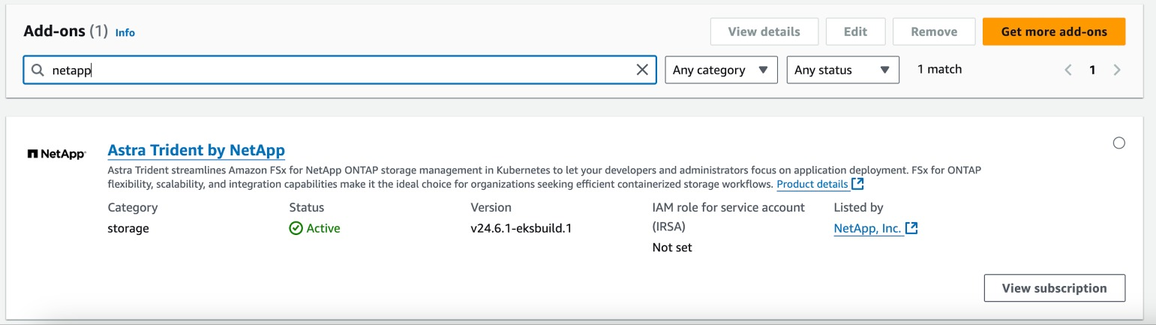 Add-ons (1) Info
View details
Edit
Remove
Get more add-ons
netapp
Any category
Any status
1 match
1
NetApp
Astra Trident by NetApp
Astra Trident streamlines Amazon FSx for NetApp ONTAP storage management in Kubernetes to let your developers and administrators focus on application deployment. FSx for ONTAP
flexibility, scalability, and integration capabilities make it the ideal choice for organizations seeking efficient containerized storage workflows. Product details
Category
storage
Status
Active
Version
v24.6.1-eksbuild.1
IAM role for service account
(IRSA)
Not set
Listed by
NetApp, Inc.
View subscription